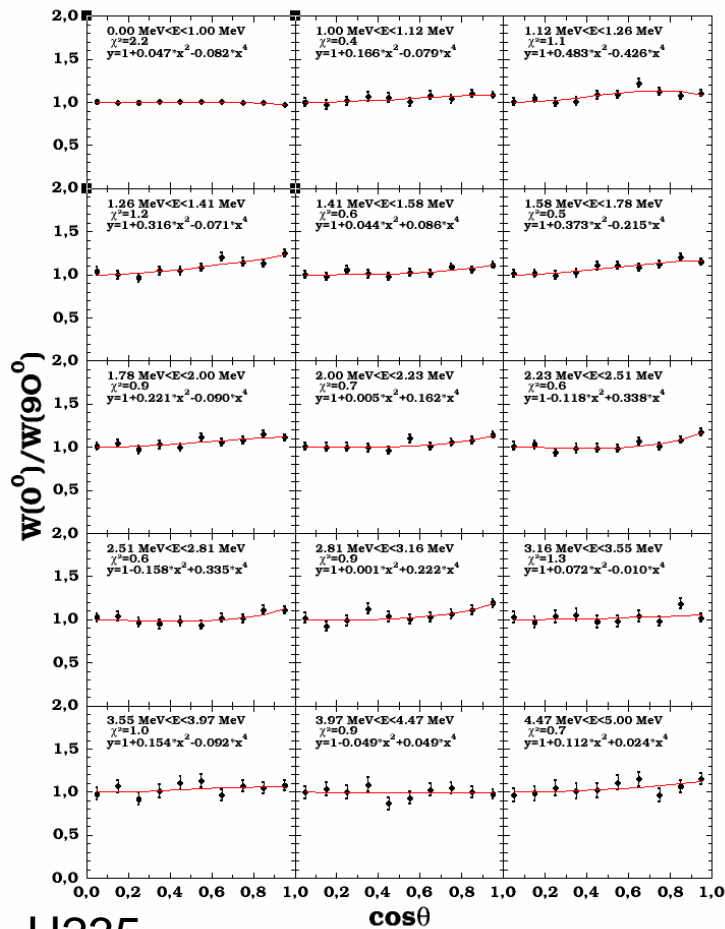 2,0
1,5
1,0
0,5
2,0
1,5
1,0
0,5
2,0
1,5
1,0
0,5
2,0
1,5
1,0
0,5
2,0
1,5
1,0
0,5
0,0
W(0⁰)/W(90⁰)
0.00 MeV<E<1.00 MeV
χ²=2.2
y=1+0.047*x²-0.082*x⁴
1.00 MeV<E<1.12 MeV
χ²=0.4
y=1+0.166*x²-0.079*x⁴
1.12 MeV<E<1.26 MeV
χ²=1.1
y=1+0.483*x²-0.426*x⁴
1.26 MeV<E<1.41 MeV
χ²=1.2
y=1+0.316*x²-0.071*x⁴
1.41 MeV<E<1.58 MeV
χ²=0.6
y=1+0.044*x²+0.086*x⁴
1.58 MeV<E<1.78 MeV
χ²=0.5
y=1+0.373*x²-0.215*x⁴
1.78 MeV<E<2.00 MeV
χ²=0.9
y=1+0.221*x²-0.090*x⁴
2.00 MeV<E<2.23 MeV
χ²=0.7
y=1+0.005*x²+0.162*x⁴
2.23 MeV<E<2.51 MeV
χ²=0.6
y=1-0.118*x²+0.338*x⁴
2.51 MeV<E<2.81 MeV
χ²=0.6
y=1-0.158*x²+0.335*x⁴
2.81 MeV<E<3.16 MeV
χ²=0.9
y=1+0.001*x²+0.222*x⁴
3.16 MeV<E<3.55 MeV
χ²=1.3
y=1+0.072*x²-0.010*x⁴
3.55 MeV<E<3.97 MeV
χ²=1.0
y=1+0.154*x²-0.092*x⁴
3.97 MeV<E<4.47 MeV
χ²=0.9
y=1-0.049*x²+0.049*x⁴
4.47 MeV<E<5.00 MeV
χ²=0.7
y=1+0.112*x²+0.024*x⁴
0,0 0,2 0,4 0,6 0,8 1,0 0,2 0,4 0,6 0,8 1,0 0,2 0,4 0,6 0,8 1,0
cosθ
U235